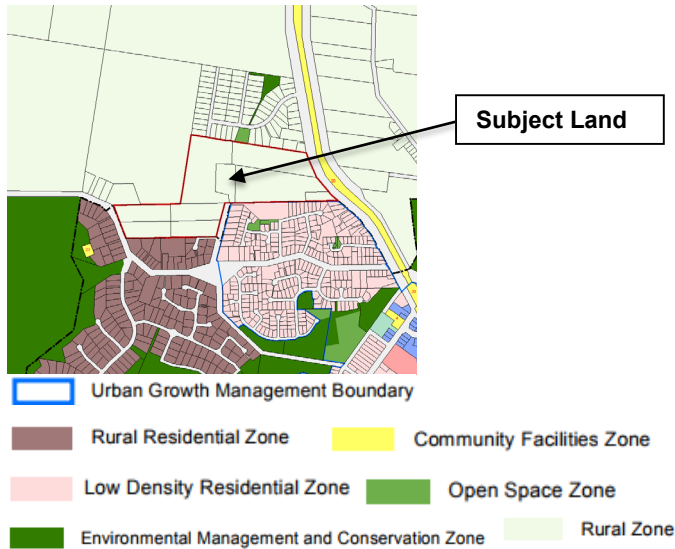 Subject Land
Urban Growth Management Boundary
Rural Residential Zone
Community Facilities Zone
Low Density Residential Zone
Open Space Zone
Environmental Management and Conservation Zone
Rural Zone